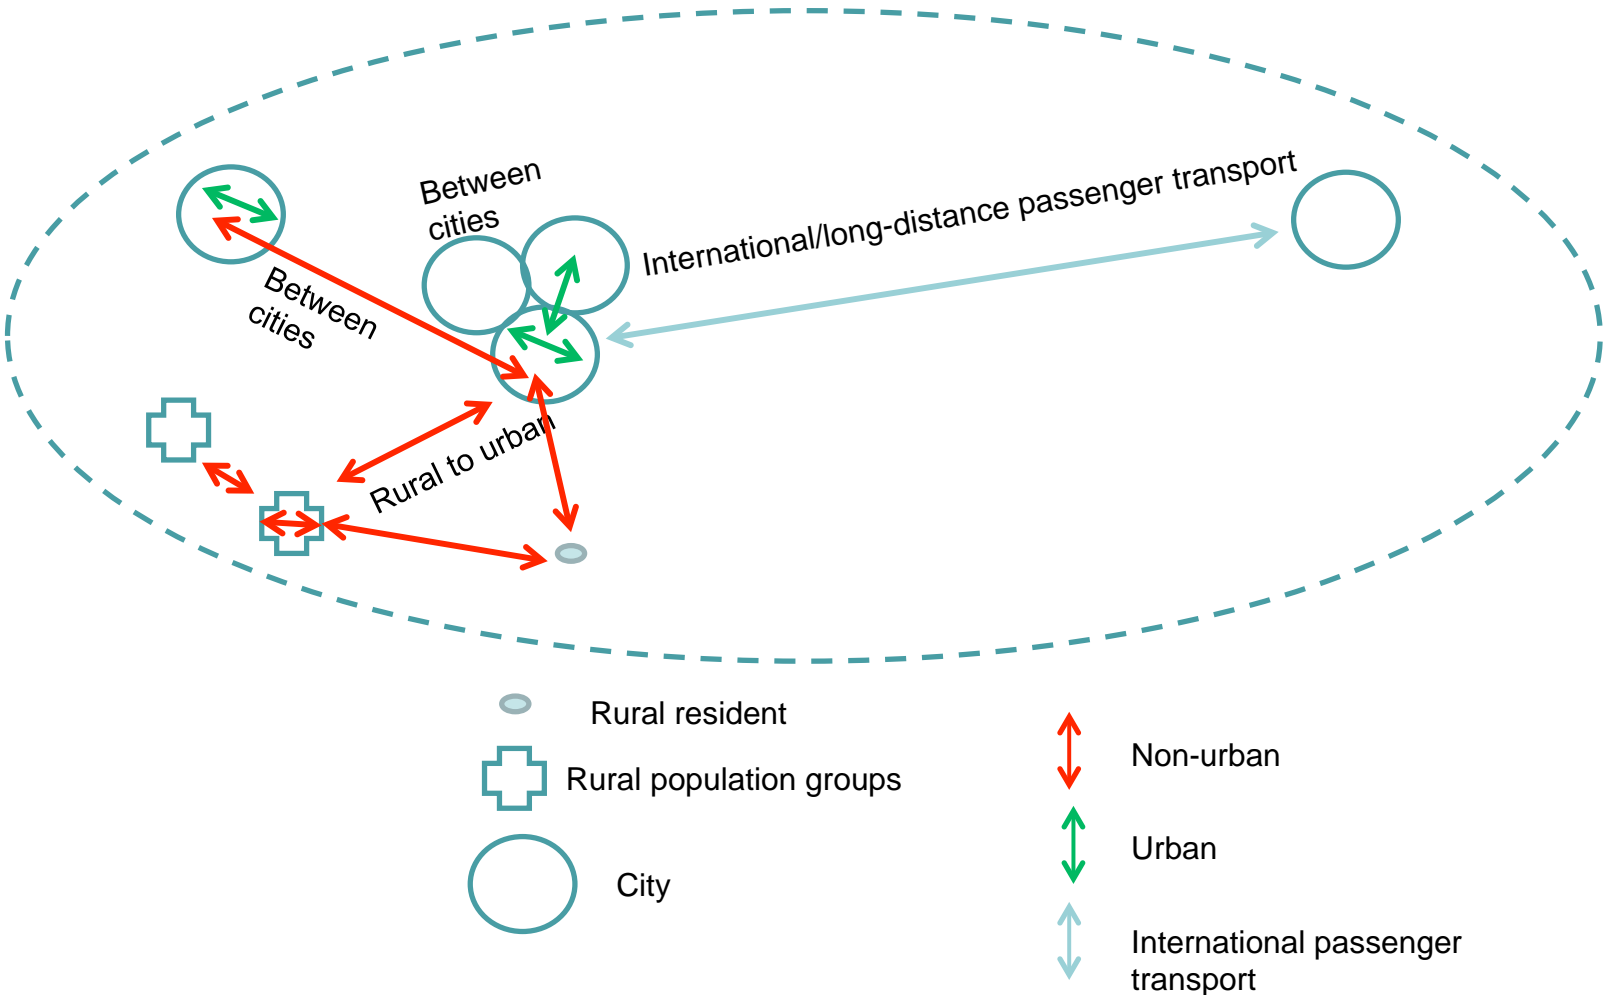 Between
cities
International/long-distance passenger transport
Between
cities
Rural to urban
Rural resident
Rural population groups
City
Non-urban
Urban
International passenger
transport